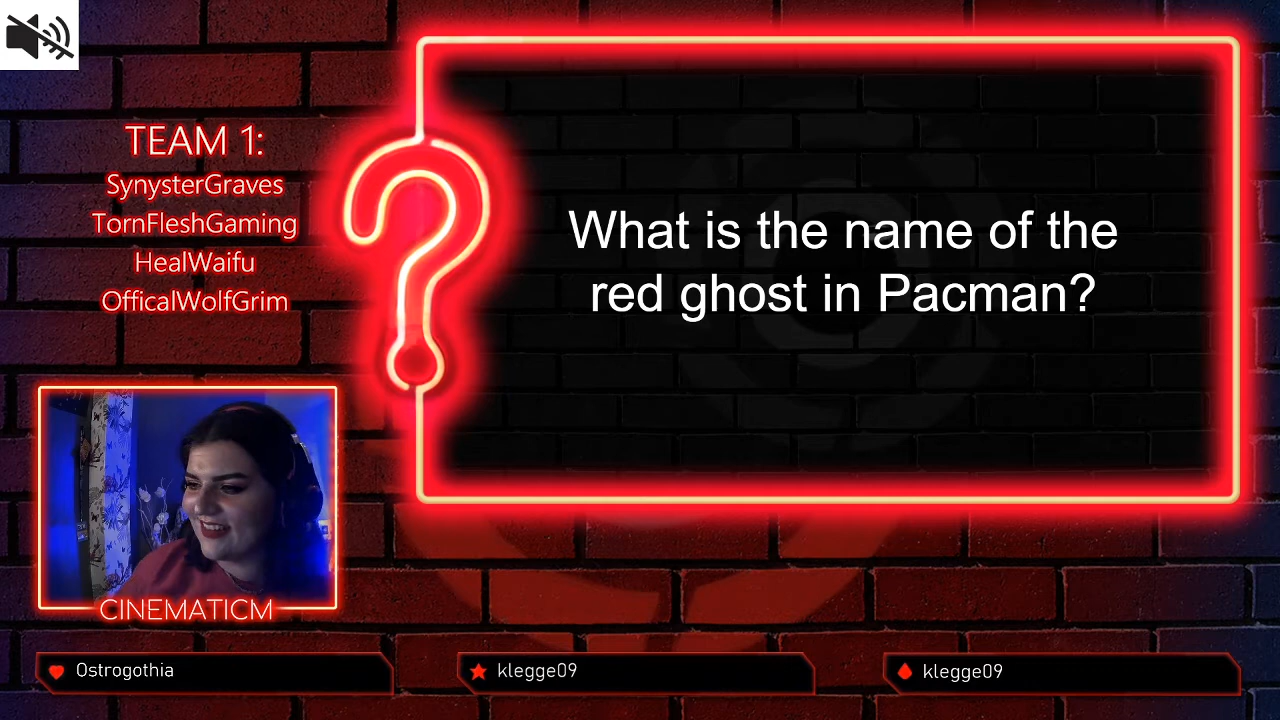 TEAM 1:
SynysterGraves
TornFleshGaming
HealWaifu
OfficalWolfGrim
What is the name of the
red ghost in Pacman?
CINEMATICM
Ostrogothia
klegge09
klegge09